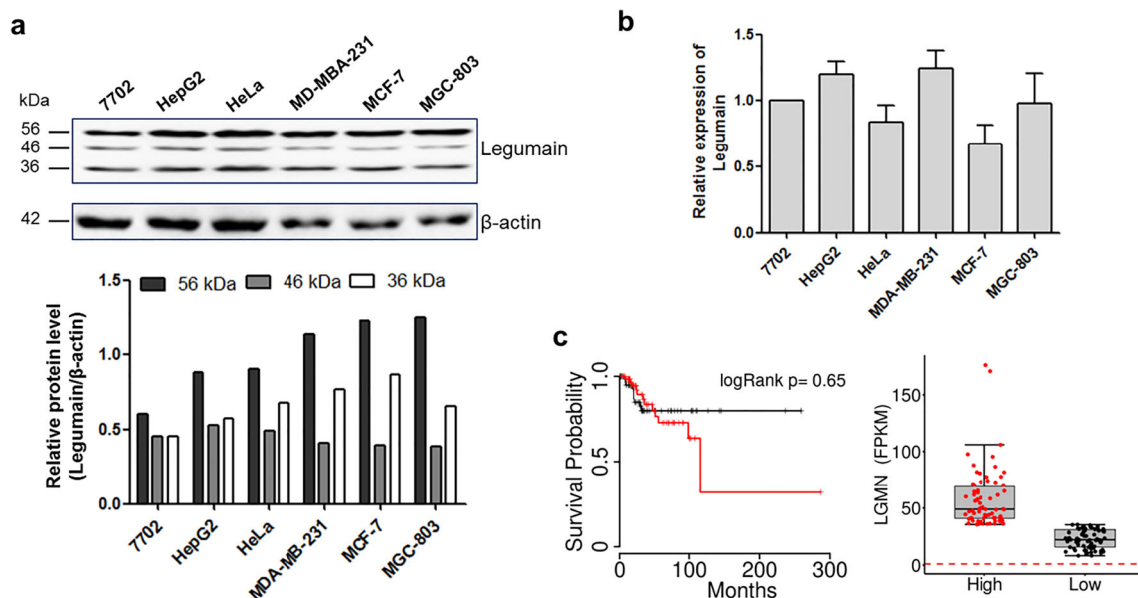 a
kDa
7702
HepG2
HeLa
MD-MBA-231
MCF-7
MGC-803
56
46
36
Legumain
42
β-actin
Relative protein level
(Legumain/β-actin)
1.5
1.0
0.5
0.0
56 kDa 46 kDa 36 kDa
7702
HepG2
HeLa
MDA-MB-231
MCF-7
MGC-803
b
Relative expression of
Legumain
1.5
1.0
0.5
0.0
7702
HepG2
HeLa
MDA-MB-231
MCF-7
MGC-803
c
Survival Probability
1.0
0.5
0
logRank p= 0.65
0 100 200 300
Months
LGMN (FPKM)
150
100
50
0
High Low